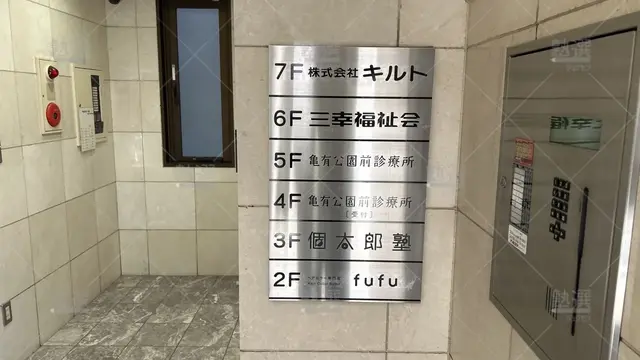 7F 株式会社 キルト
6F 三幸福祉会
5F 亀有公園前診療所
4F 亀有公園前診療所
(受付)
3F 個太郎塾
2F fufu